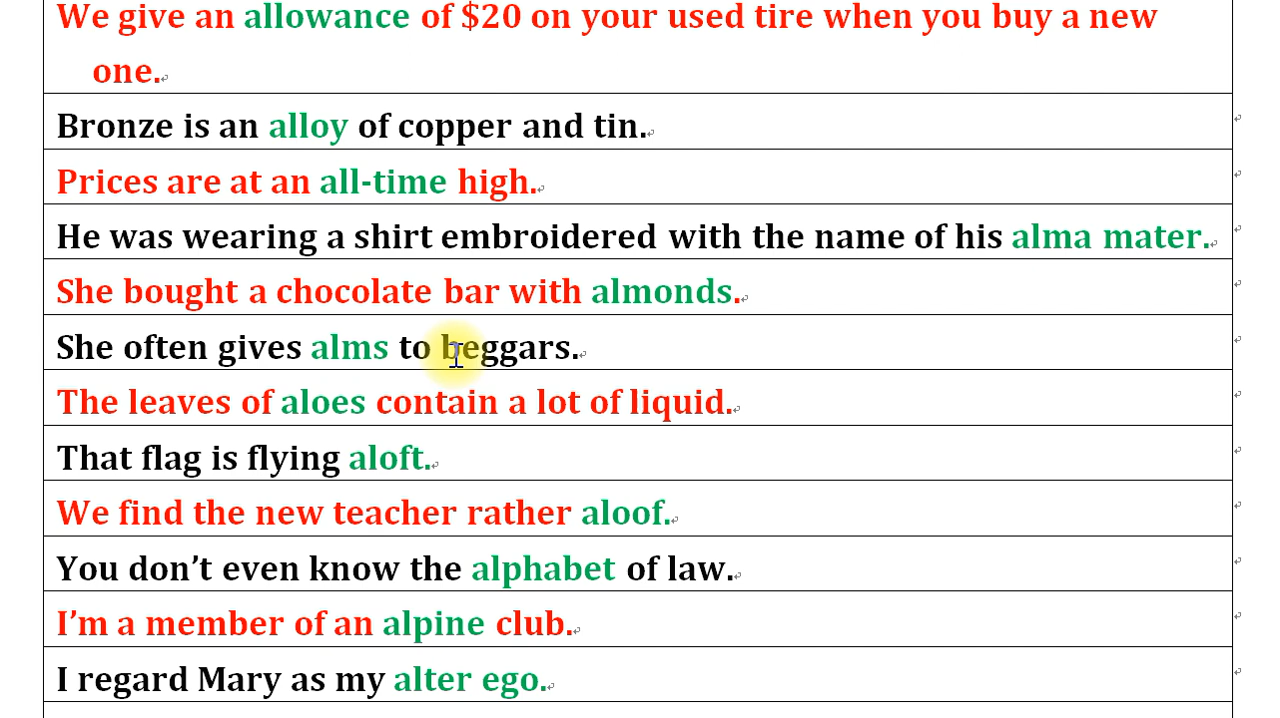 We give an allowance of $20 on your used tire when you buy a new
one.
Bronze is an alloy of copper and tin.
Prices are at an all-time high.
He was wearing a shirt embroidered with the name of his alma mater.
She bought a chocolate bar with almonds.
She often gives alms to beggars.
The leaves of aloes contain a lot of liquid.
That flag is flying aloft.
We find the new teacher rather aloof.
You don’t even know the alphabet of law.
I’m a member of an alpine club.
I regard Mary as my alter ego.